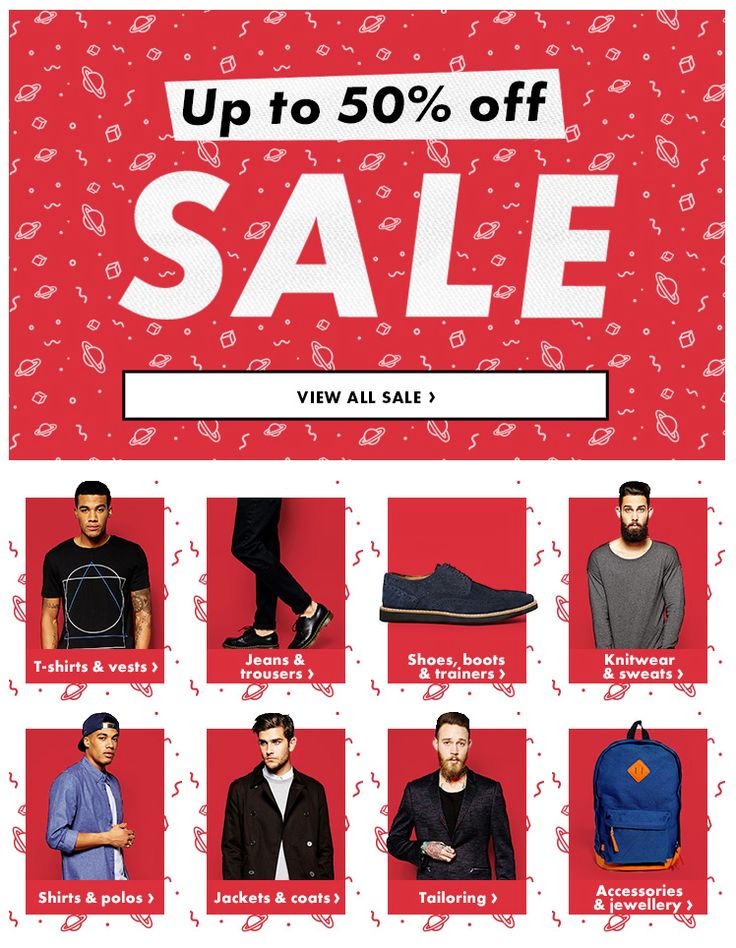 Up to 50% off
SALE
VIEW ALL SALE ›
T-shirts & vests ›
Jeans &
trousers ›
Shoes, boots
& trainers ›
Knitwear
& sweats ›
Shirts & polos ›
Jackets & coats ›
Tailoring ›
Accessories
& jewellery ›